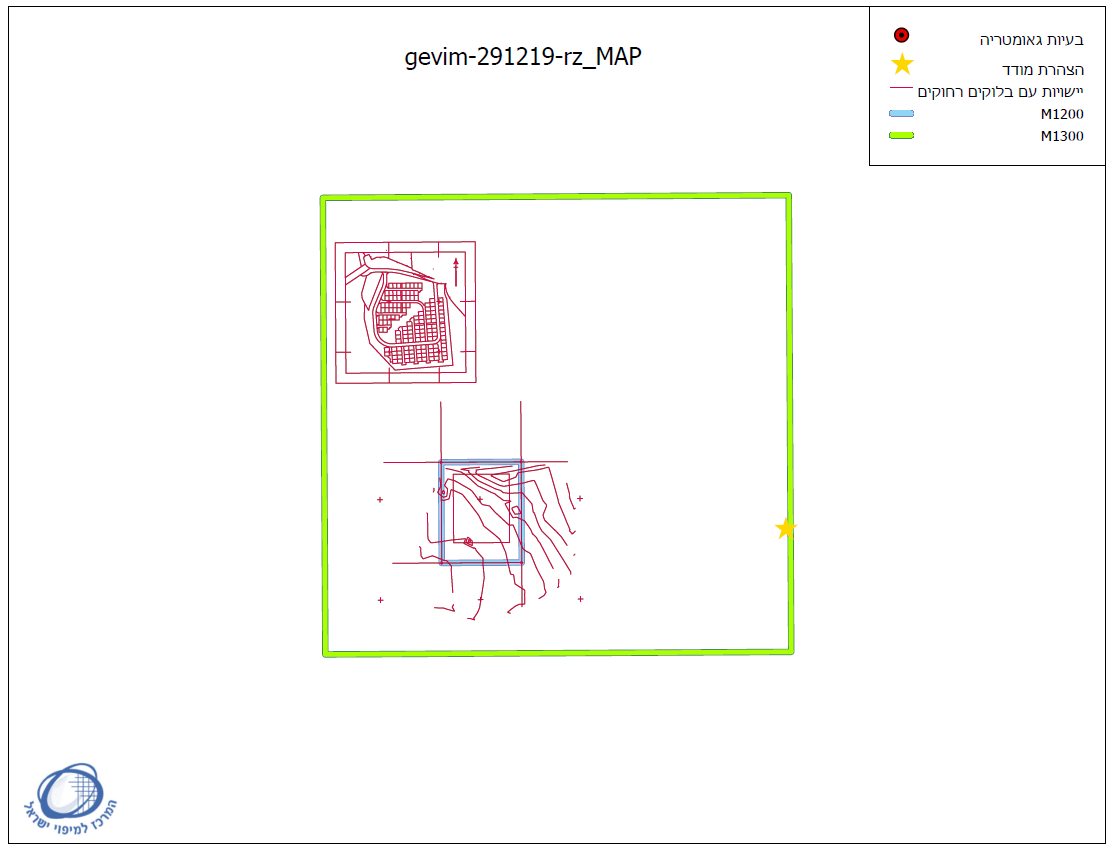 gevim-291219-rz_MAP
בעיות גאומטריה
הצהרת מודד
יישויות עם בלוקים רחוקים
M1200
M1300
המרכז למיפוי ישראל